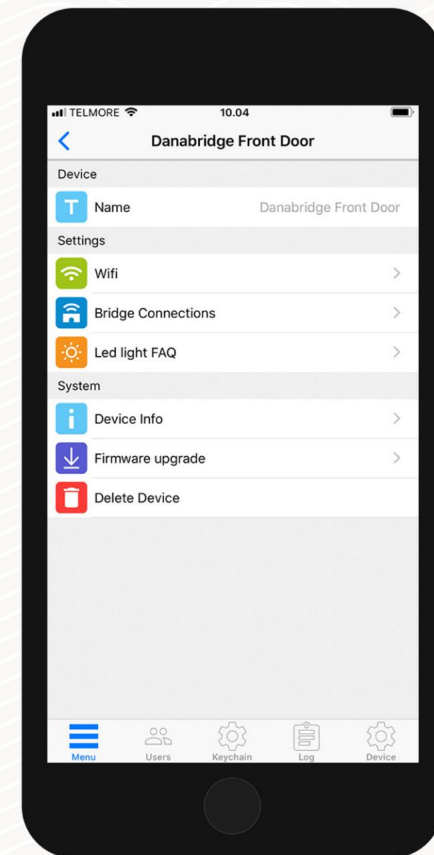 TELMORE 10.04
Danabridge Front Door
Device
T Name Danabridge Front Door
Settings
Wifi
Bridge Connections
Led light FAQ
System
i Device Info
Firmware upgrade
Delete Device
Menu Users Keychain Log Device